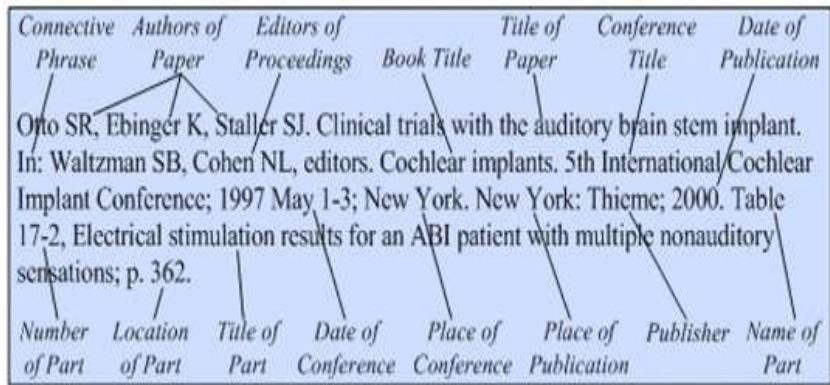 Connective Authors of Editors of Title of Conference Date of
Phrase Paper Proceedings Book Title Paper Title Publication
Otto SR, Ebinger K, Staller SJ. Clinical trials with the auditory brain stem implant.
In: Waltzman SB, Cohen NL, editors. Cochlear implants. 5th International Cochlear
Implant Conference; 1997 May 1-3; New York. New York: Thieme; 2000. Table
17-2, Electrical stimulation results for an ABI patient with multiple nonauditory
sensations; p. 362.
Number Location Title of Date of Place of Place of Publisher Name of
of Part of Part Part Conference Conference Publication Part